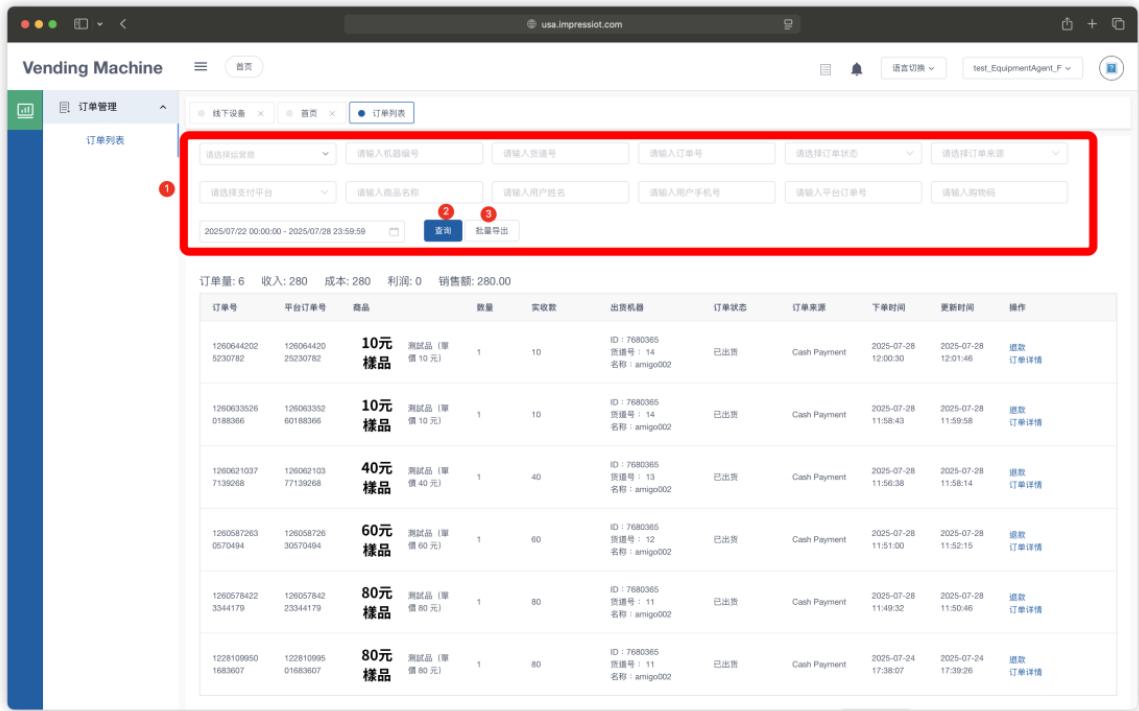 usa.impressiot.com
Vending Machine
首页
语言切换
test_EquipmentAgent_F
订单管理
线下设备 ×
首页 ×
订单列表
订单列表
请选择运营商
请输入机器编号
请输入货道号
请输入订单号
请选择订单状态
请选择订单来源
1
请选择支付平台
请输入商品名称
请输入用户姓名
请输入用户手机号
请输入平台订单号
请输入购物码
2
3
2025/07/22 00:00:00 - 2025/07/28 23:59:59
查询
批量导出
订单量: 6 收入: 280 成本: 280 利润: 0 销售额: 280.00
订单号 平台订单号 商品 数量 实收款 出货机器 订单状态 订单来源 下单时间 更新时间 操作
1260644202 126064420 10元 測試品（單 ID：7680365 2025-07-28 2025-07-28 退款
5230782 25230782 樣品 價 10 元） 1 10 货道号： 14 已出货 Cash Payment 12:00:30 12:01:46 订单详情
名称：amigo002
1260633526 126063352 10元 測試品（單 ID：7680365 2025-07-28 2025-07-28 退款
0188366 60188366 樣品 價 10 元） 1 10 货道号： 14 已出货 Cash Payment 11:58:43 11:59:58 订单详情
名称：amigo002
1260621037 126062103 40元 測試品（單 ID：7680365 2025-07-28 2025-07-28 退款
7139268 77139268 樣品 價 40 元） 1 40 货道号： 13 已出货 Cash Payment 11:56:38 11:58:14 订单详情
名称：amigo002
1260587263 126058726 60元 測試品（單 ID：7680365 2025-07-28 2025-07-28 退款
0570494 30570494 樣品 價 60 元） 1 60 货道号： 12 已出货 Cash Payment 11:51:00 11:52:15 订单详情
名称：amigo002
1260578422 126057842 80元 測試品（單 ID：7680365 2025-07-28 2025-07-28 退款
3344179 23344179 樣品 價 80 元） 1 80 货道号： 11 已出货 Cash Payment 11:49:32 11:50:46 订单详情
名称：amigo002
1228109950 122810995 80元 測試品（單 ID：7680365 2025-07-24 2025-07-24 退款
1683607 01683607 樣品 價 80 元） 1 80 货道号： 11 已出货 Cash Payment 17:38:07 17:39:26 订单详情
名称：amigo002